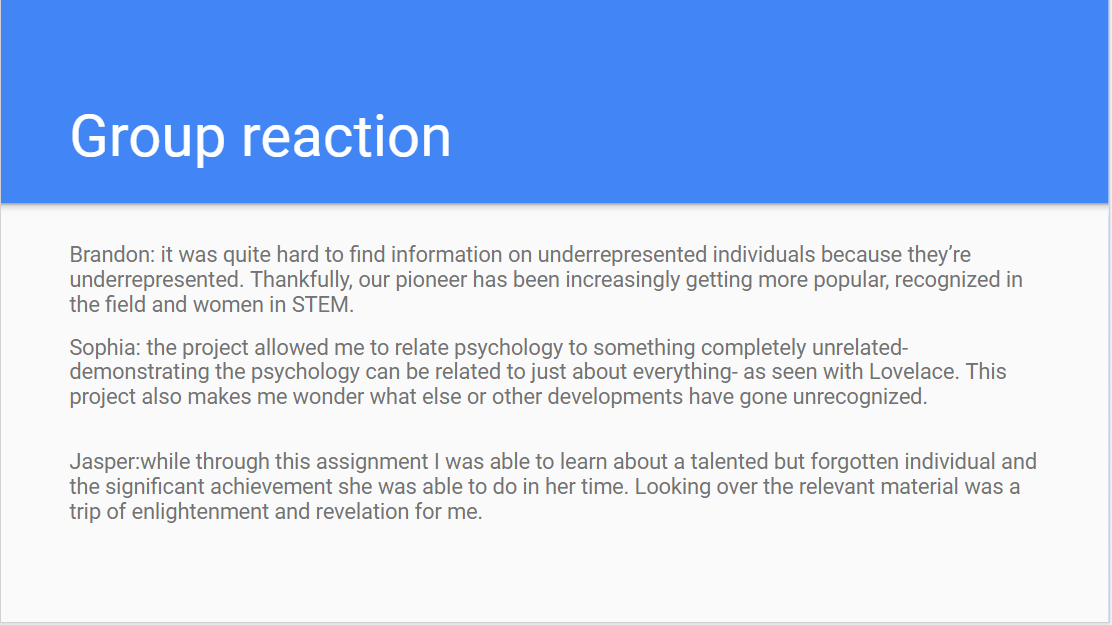 Group reaction
Brandon: it was quite hard to find information on underrepresented individuals because they’re
underrepresented. Thankfully, our pioneer has been increasingly getting more popular, recognized in
the field and women in STEM.
Sophia: the project allowed me to relate psychology to something completely unrelated-
demonstrating the psychology can be related to just about everything- as seen with Lovelace. This
project also makes me wonder what else or other developments have gone unrecognized.
Jasper:while through this assignment I was able to learn about a talented but forgotten individual and
the significant achievement she was able to do in her time. Looking over the relevant material was a
trip of enlightenment and revelation for me.